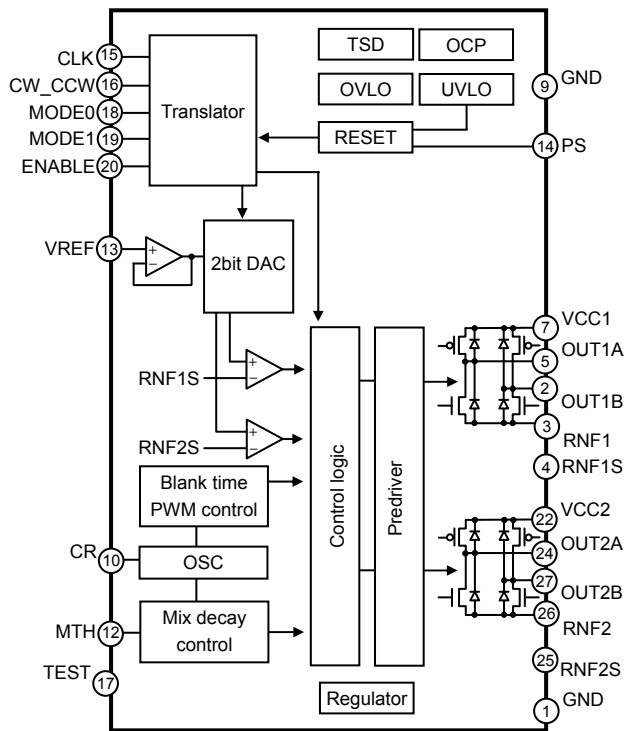 TSD
OCP
OVLO
UVLO
RESET
CLK 15
CW_CCW 16
MODE0 18
MODE1 19
ENABLE 20
Translator
9 GND
14 PS
VREF 13
+
−
2bit DAC
RNF1S
+
−
RNF2S
+
−
Blank time
PWM control
CR 10
OSC
MTH 12
Mix decay
control
TEST
17
Control logic
Predriver
7 VCC1
5 OUT1A
2
OUT1B
3
RNF1
4 RNF1S
22 VCC2
24 OUT2A
27
OUT2B
26
RNF2
25
RNF2S
GND
1
Regulator